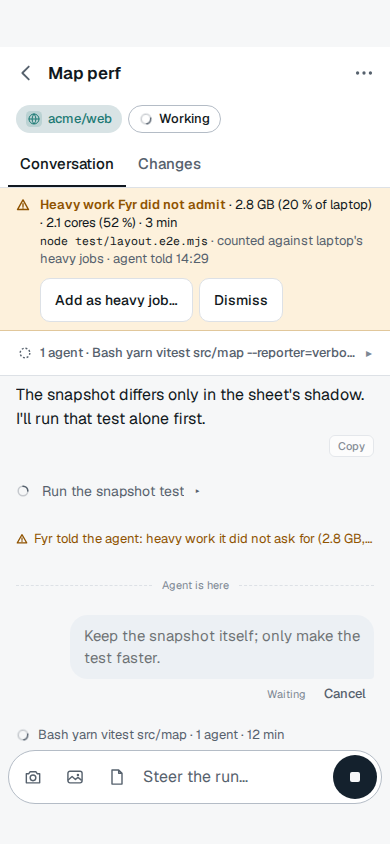 Map perf
acme/web
Working
Conversation
Changes
Heavy work Fyr did not admit · 2.8 GB (20 % of laptop)
· 2.1 cores (52 %) · 3 min
node test/layout.e2e.mjs · counted against laptop's
heavy jobs · agent told 14:29
Add as heavy job…
Dismiss
1 agent · Bash yarn vitest src/map --reporter=verbo…
The snapshot differs only in the sheet's shadow.
I'll run that test alone first.
Copy
Run the snapshot test
Fyr told the agent: heavy work it did not ask for (2.8 GB,…
Agent is here
Keep the snapshot itself; only make the
test faster.
Waiting
Cancel
Bash yarn vitest src/map · 1 agent · 12 min
Steer the run…